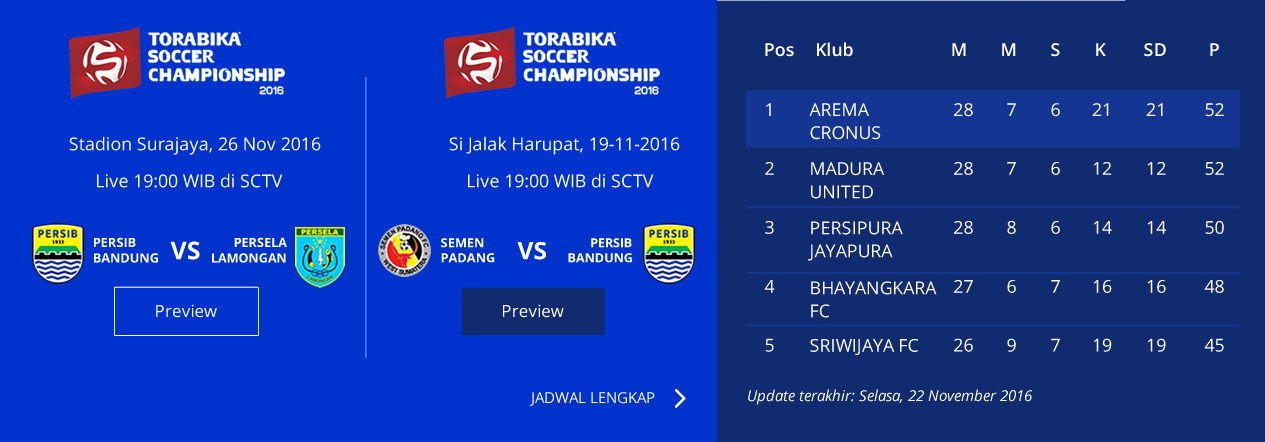 TORABIKA
SOCCER
CHAMPIONSHIP
2016
Stadion Surajaya, 26 Nov 2016
Live 19:00 WIB di SCTV
PERSIB
1933
PERSIB
BANDUNG
VS
PERSELA
LAMONGAN
PERSELA
Preview
TORABIKA
SOCCER
CHAMPIONSHIP
2016
Si Jalak Harupat, 19-11-2016
Live 19:00 WIB di SCTV
SEMEN PADANG FC
WEST SUMATERA
SEMEN
PADANG
VS
PERSIB
BANDUNG
PERSIB
1933
Preview
JADWAL LENGKAP
Pos Klub M M S K SD P
1 AREMA CRONUS 28 7 6 21 21 52
2 MADURA UNITED 28 7 6 12 12 52
3 PERSIPURA JAYAPURA 28 8 6 14 14 50
4 BHAYANGKARA FC 27 6 7 16 16 48
5 SRIWIJAYA FC 26 9 7 19 19 45
Update terakhir: Selasa, 22 November 2016